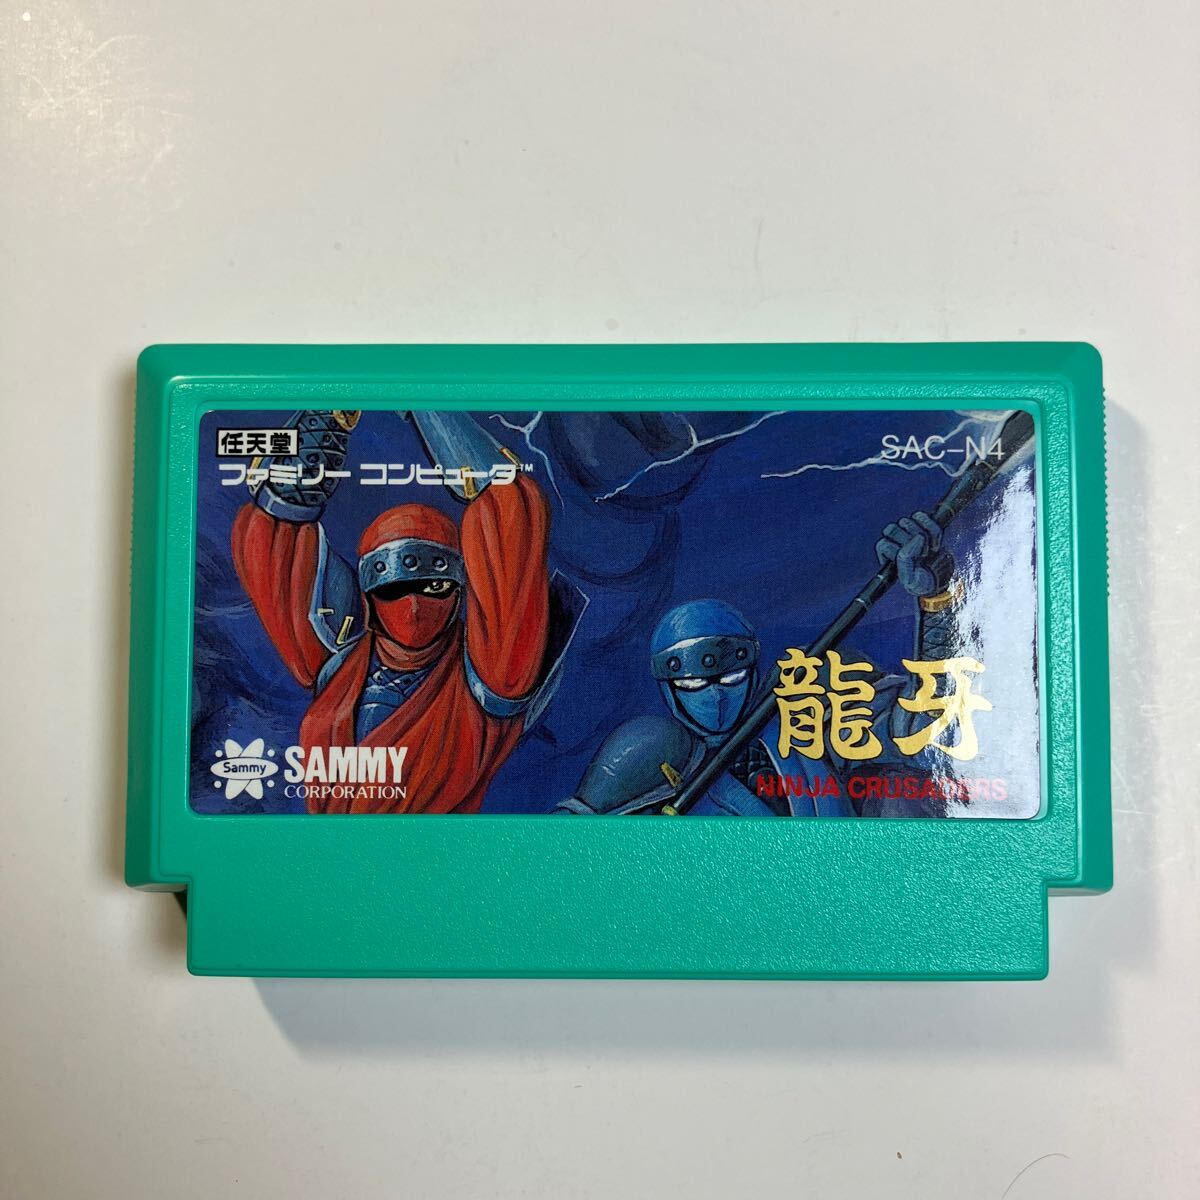 任天堂
ファミリー コンピュータ™
SAC-N4
龍牙
NINJA CRUSADERS
Sammy
SAMMY
CORPORATION